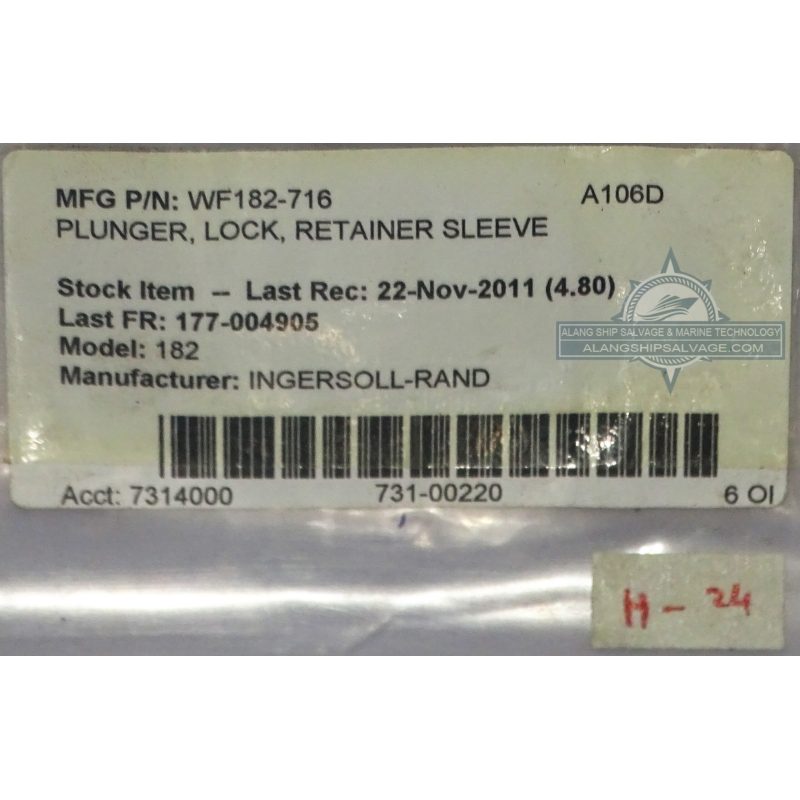 MFG P/N: WF182-716 A106D
PLUNGER, LOCK, RETAINER SLEEVE
Stock Item -- Last Rec: 22-Nov-2011 (4.80)
Last FR: 177-004905
Model: 182
Manufacturer: INGERSOLL-RAND
ALANG SHIP SALVAGE & MARINE TECHNOLOGY
ALANGSHIPSALVAGE.COM
Acct: 7314000 731-00220 6 OI
H - 24